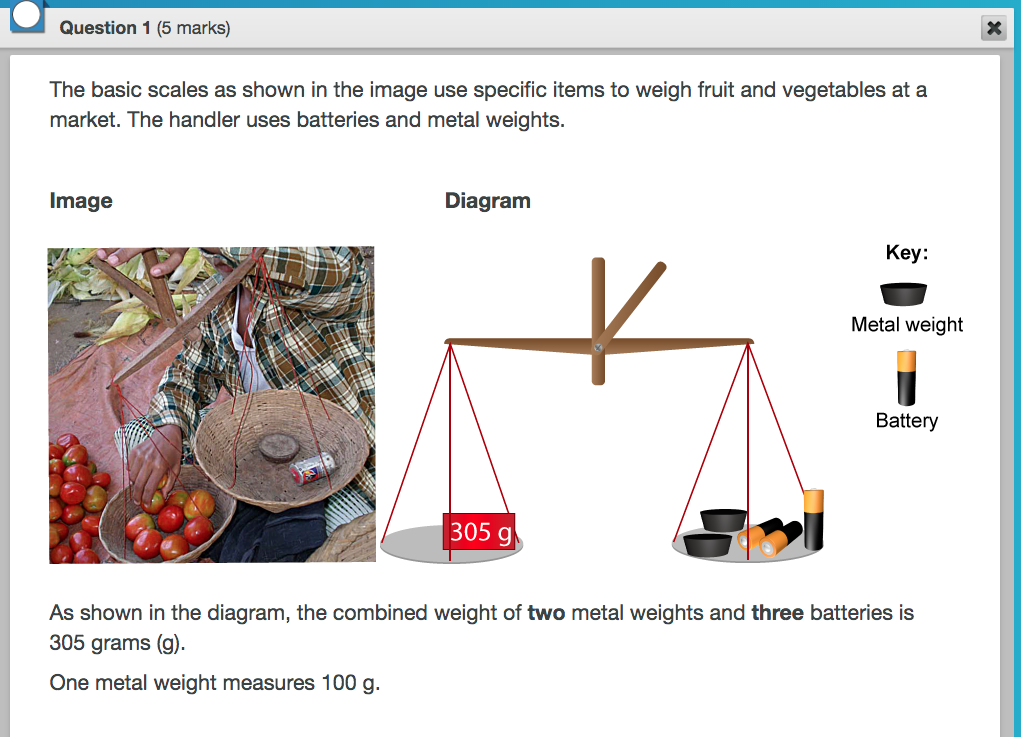 Question 1 (5 marks)
The basic scales as shown in the image use specific items to weigh fruit and vegetables at a
market. The handler uses batteries and metal weights.
Image
Diagram
Key:
Metal weight
Battery
305 g
As shown in the diagram, the combined weight of two metal weights and three batteries is
305 grams (g).
One metal weight measures 100 g.